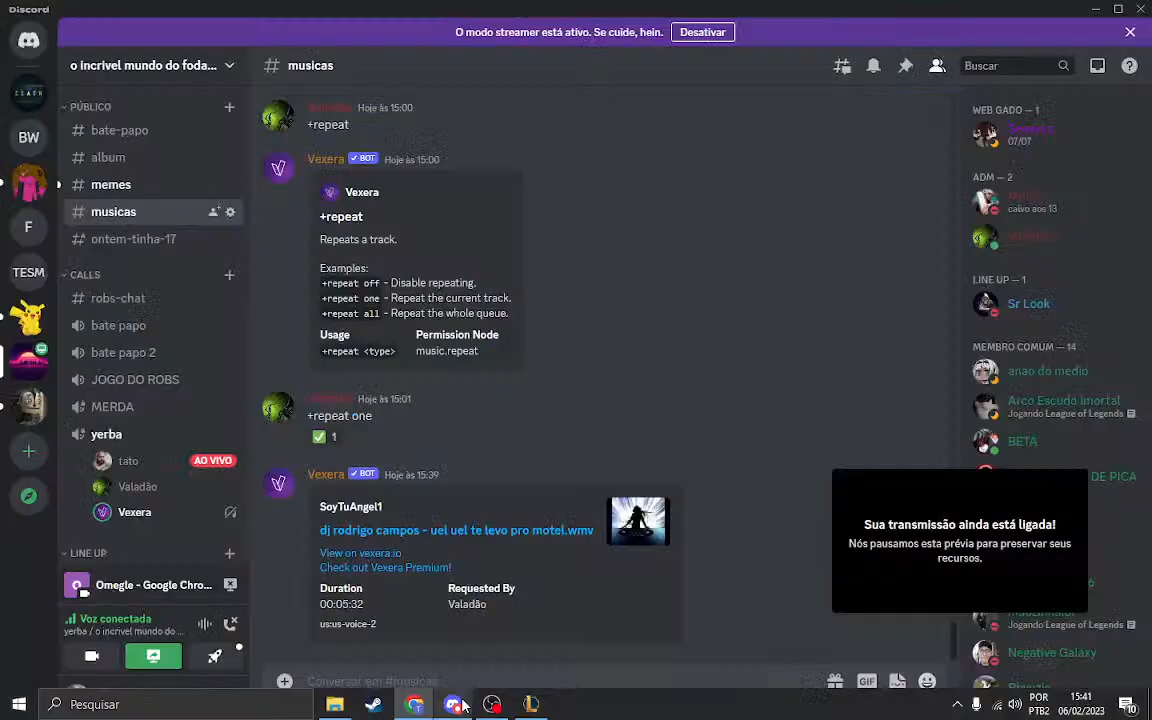 Discord
O modo streamer está ativo. Se cuide, hein.
Desativar
CLASH
BW
F
TESM
o incrivel mundo do foda...
PÚBLICO
bate-papo
album
memes
musicas
ontem-tinha-17
CALLS
robs-chat
bate papo
bate papo 2
JOGO DO ROBS
MERDA
yerba
tato
AO VIVO
Valadão
Vexera
LINE UP
Omegle - Google Chro...
Voz conectada
yerba / o incrivel mundo do ...
# musicas
Buscar
Hoje às 15:00
+repeat
Vexera ✓ BOT Hoje às 15:00
Vexera
+repeat
Repeats a track.
Examples:
+repeat off - Disable repeating.
+repeat one - Repeat the current track.
+repeat all - Repeat the whole queue.
Usage Permission Node
+repeat <type> music.repeat
Hoje às 15:01
+repeat one
1
Vexera ✓ BOT Hoje às 15:39
SoyTuAngel1
dj rodrigo campos - uel uel te levo pro motel.wmv
View on vexera.io
Check out Vexera Premium!
Duration Requested By
00:05:32 Valadão
us:us-voice-2
Conversar em #musicas
GIF
WEB GADO — 1
07/07
ADM — 2
calvo aos 13
LINE UP — 1
Sr Look
MEMBRO COMUM — 14
anao do medio
Arco Escudo Imortal
Jogando League of Legends
BETA
DE PICA
Sua transmissão ainda está ligada!
Nós pausamos esta prévia para preservar seus
recursos.
Jogando League of Legends
Negative Galaxy
Pesquisar
POR
PTB2
15:41
06/02/2023
10